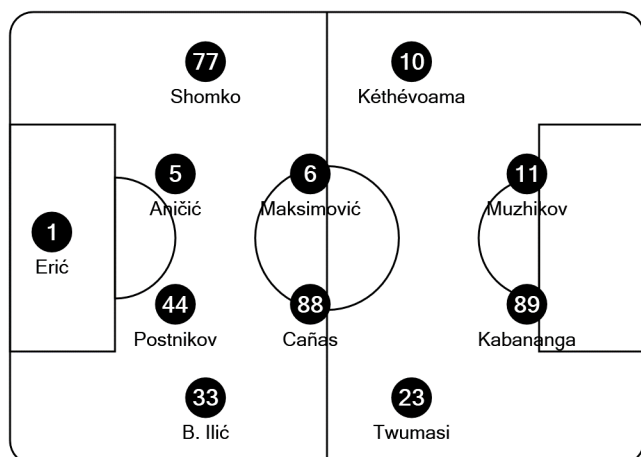 77
Shomko
10
Kéthévoama
5
Aničić
6
Maksimović
11
Muzhikov
1
Erić
44
Postnikov
88
Cañas
89
Kabananga
33
B. Ilić
23
Twumasi